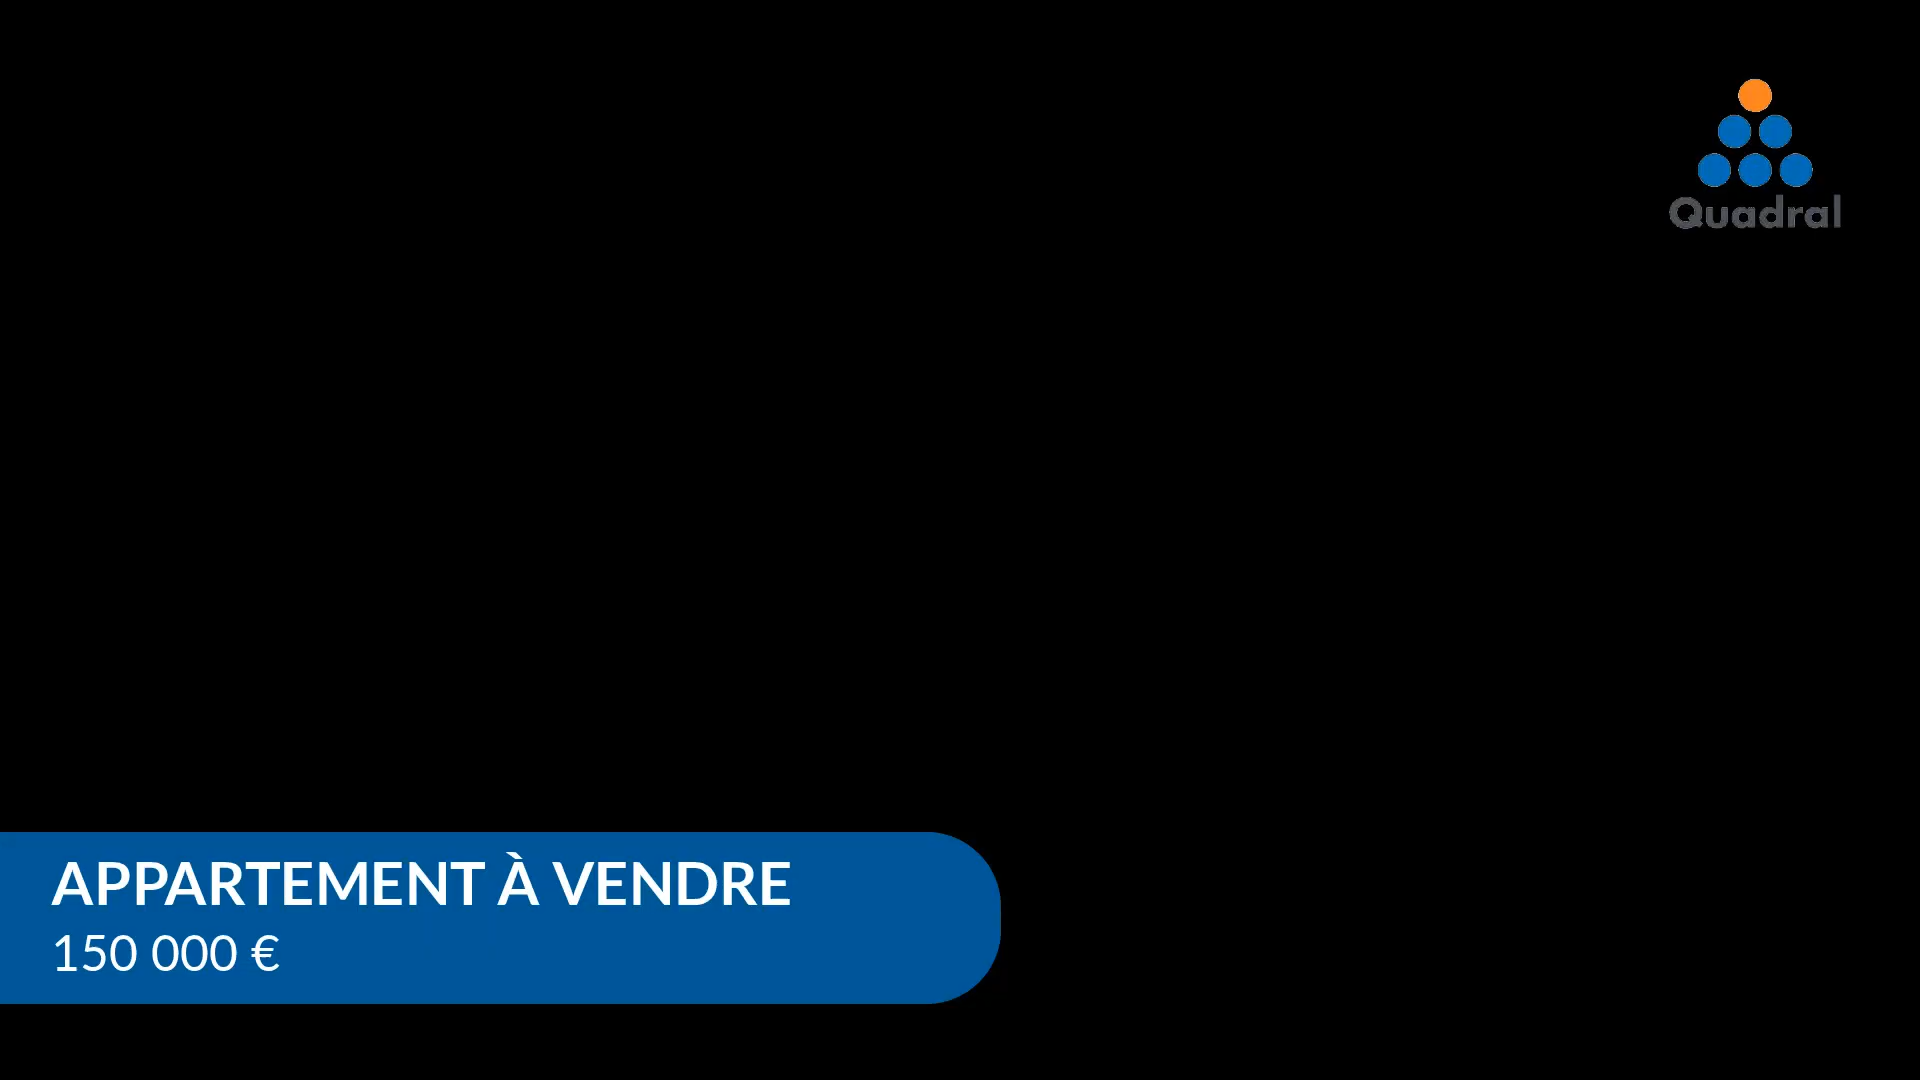 Quadral
APPARTEMENT À VENDRE
150 000 €